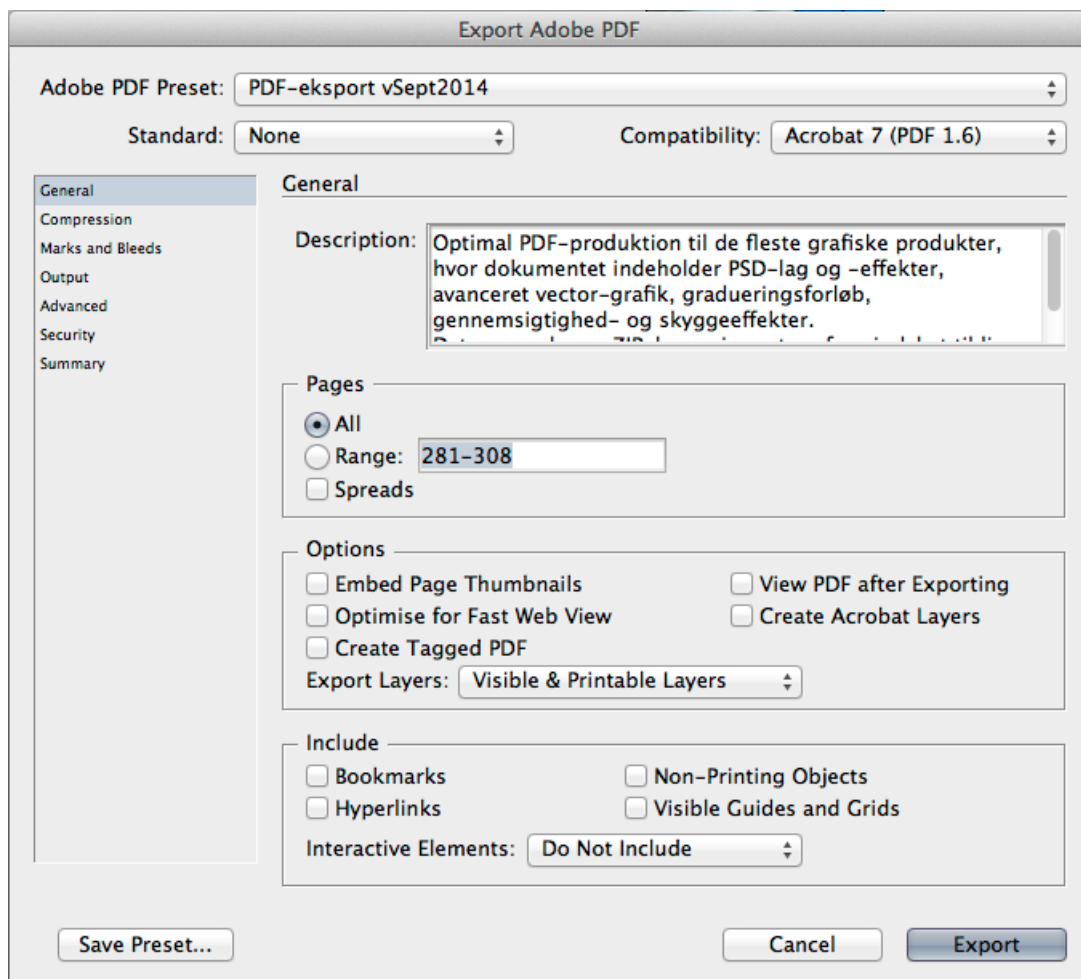 Export Adobe PDF
Adobe PDF Preset: PDF-eksport vSept2014
Standard: None Compatibility: Acrobat 7 (PDF 1.6)
General
Compression
Marks and Bleeds
Output
Advanced
Security
Summary
General
Description: Optimal PDF-produktion til de fleste grafiske produkter,
hvor dokumentet indeholder PSD-lag og -effekter,
avanceret vector-grafik, gradueringsforløb,
gennemsigtighed- og skyggeeffekter.
Pages
All
Range: 281-308
Spreads
Options
Embed Page Thumbnails View PDF after Exporting
Optimise for Fast Web View Create Acrobat Layers
Create Tagged PDF
Export Layers: Visible & Printable Layers
Include
Bookmarks Non-Printing Objects
Hyperlinks Visible Guides and Grids
Interactive Elements: Do Not Include
Save Preset... Cancel Export